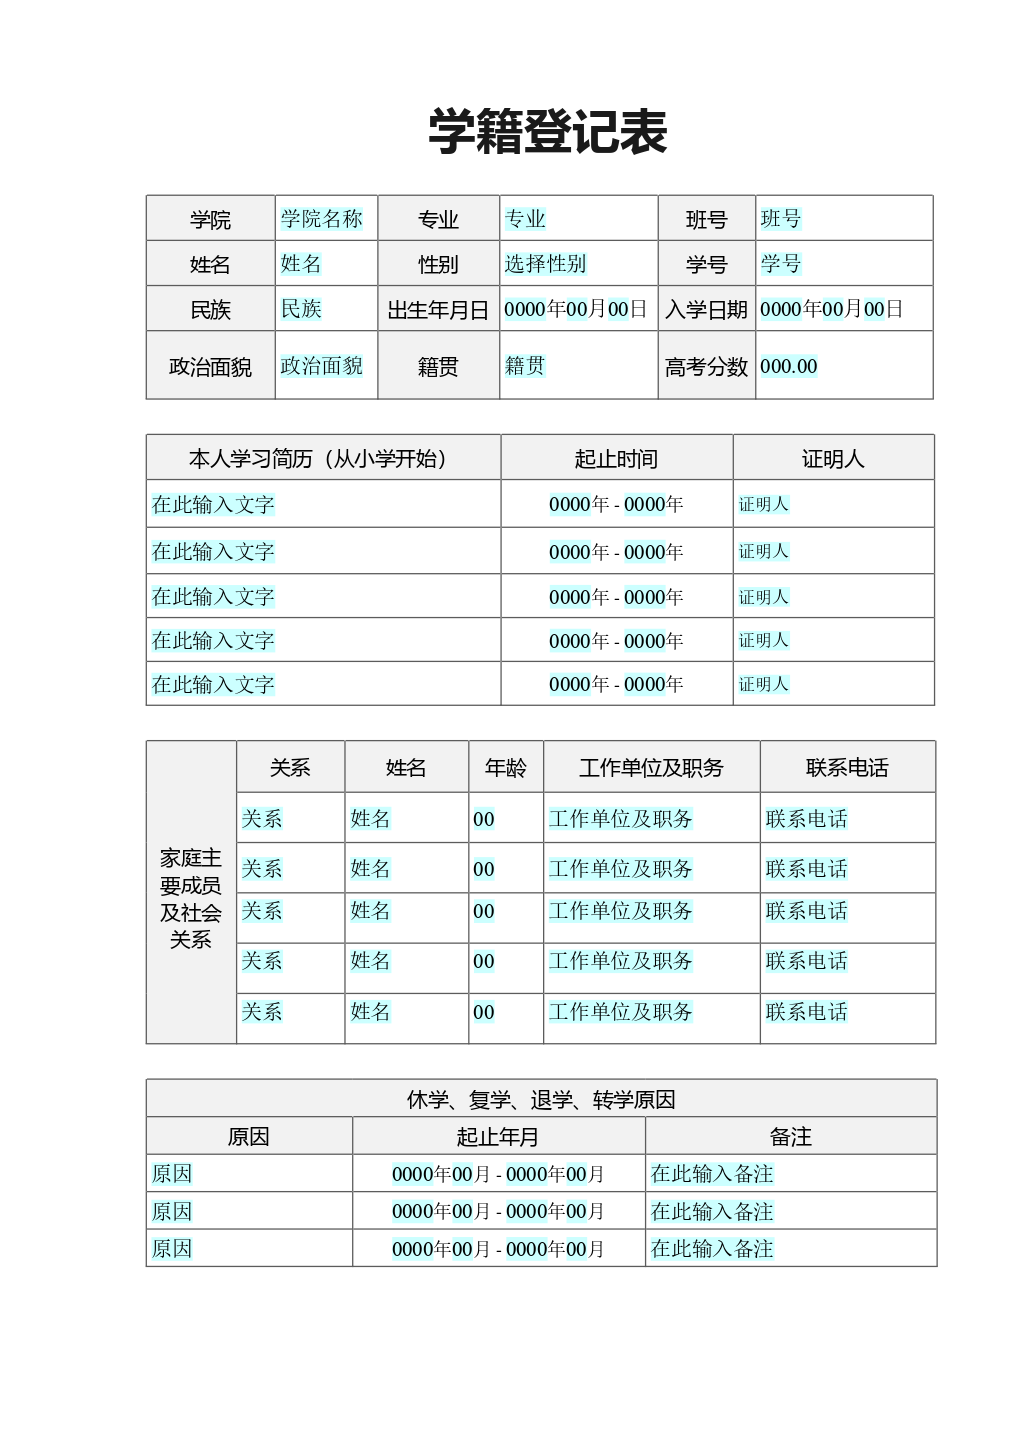 学籍登记表
学院 学院名称 专业 专业 班号 班号
姓名 姓名 性别 选择性别 学号 学号
民族 民族 出生年月日 0000年00月00日 入学日期 0000年00月00日
政治面貌 政治面貌 籍贯 籍贯 高考分数 000.00
本人学习简历（从小学开始） 起止时间 证明人
在此输入文字 0000年 - 0000年 证明人
在此输入文字 0000年 - 0000年 证明人
在此输入文字 0000年 - 0000年 证明人
在此输入文字 0000年 - 0000年 证明人
在此输入文字 0000年 - 0000年 证明人
家庭主
要成员
及社会
关系
关系 姓名 年龄 工作单位及职务 联系电话
关系 姓名 00 工作单位及职务 联系电话
关系 姓名 00 工作单位及职务 联系电话
关系 姓名 00 工作单位及职务 联系电话
关系 姓名 00 工作单位及职务 联系电话
关系 姓名 00 工作单位及职务 联系电话
休学、复学、退学、转学原因
原因 起止年月 备注
原因 0000年00月 - 0000年00月 在此输入备注
原因 0000年00月 - 0000年00月 在此输入备注
原因 0000年00月 - 0000年00月 在此输入备注